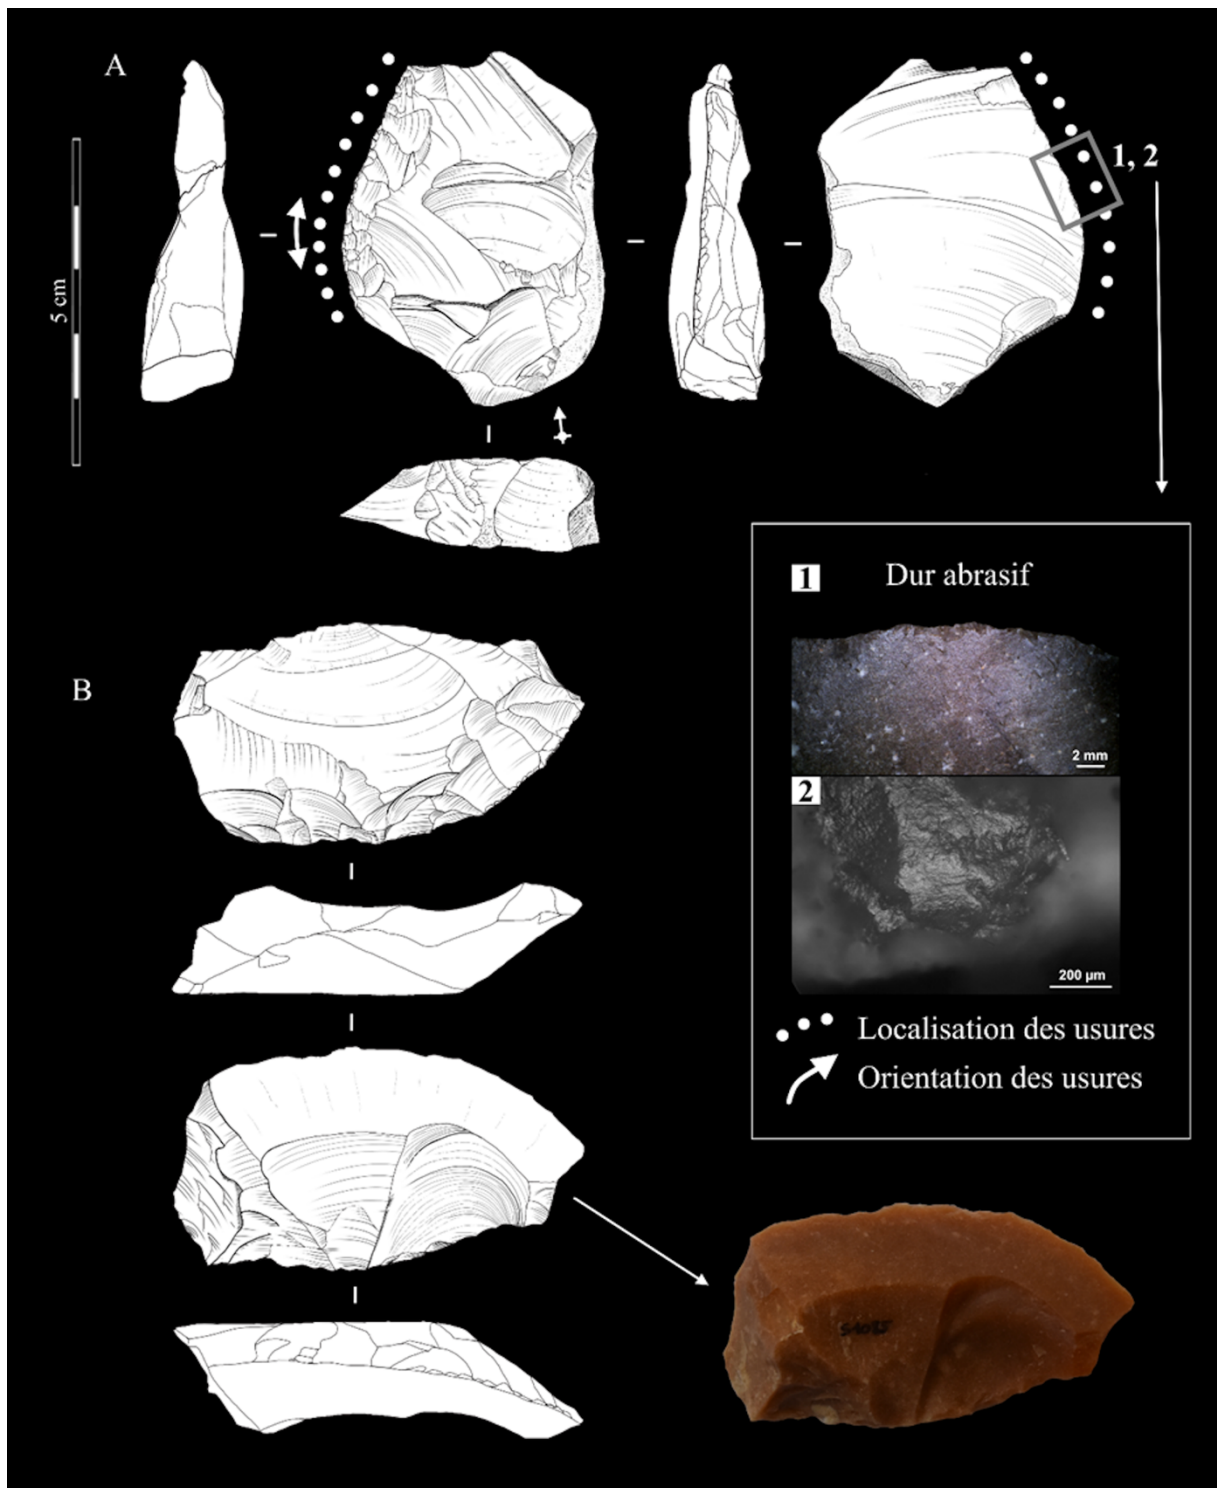 A
5 cm
1, 2
1 Dur abrasif
2 mm
2
200 µm
Localisation des usures
Orientation des usures
B